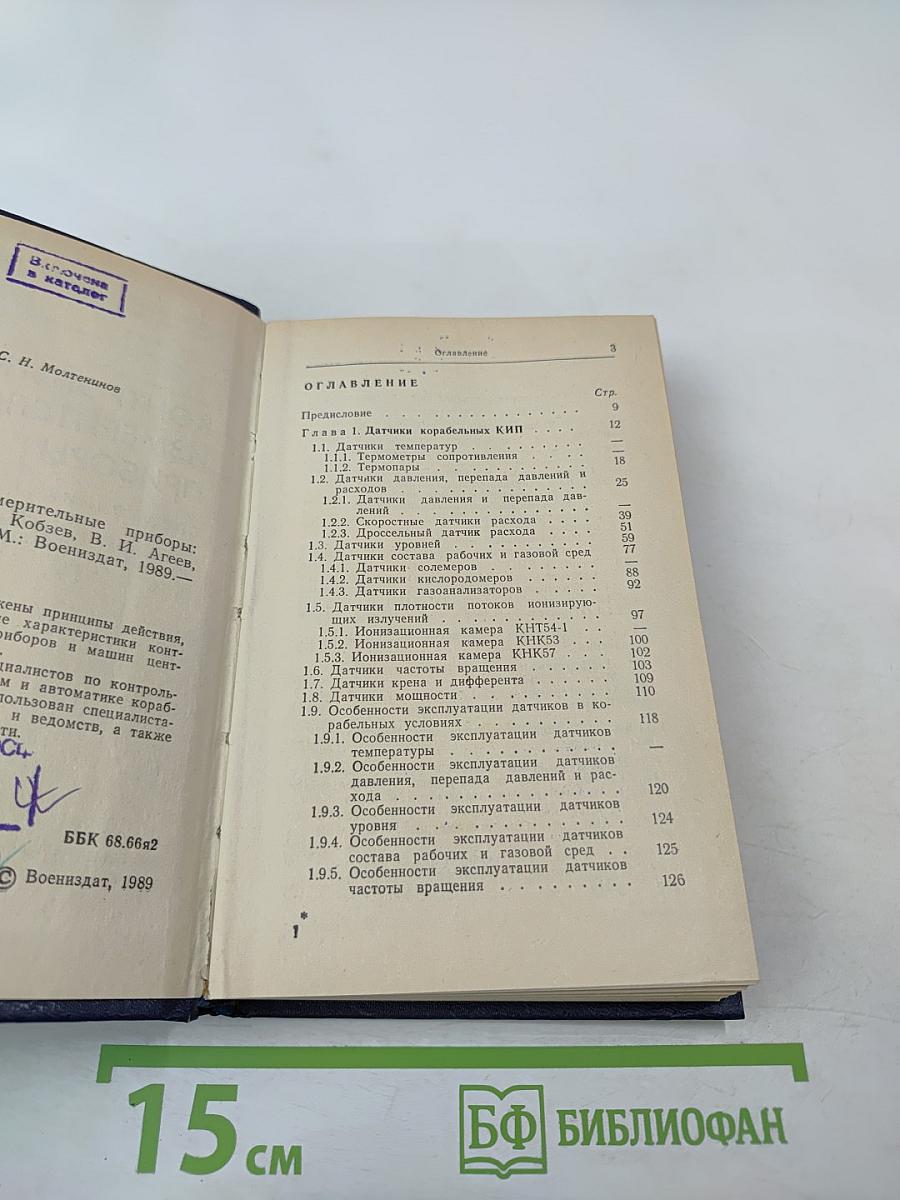 Включена
в каталог
С. Н. Молтенинов
мерительные приборы:
Кобзев, В. И. Агеев,
М.: Воениздат, 1989.—
жены принципы действия,
е характеристики конт-
риборов и машин цент-
циалистов по контроль-
м и автоматике кораб-
пользован специалиста-
и ведомств, а также
ти.
ББК 68.66я2
© Воениздат, 1989
Оглавление 3
ОГЛАВЛЕНИЕ
Стр.
Предисловие . . . . . . . . . . . . . . . . 9
Глава 1. Датчики корабельных КИП . . . . 12
1.1. Датчики температур . . . . . . . . . . —
1.1.1. Термометры сопротивления . . . . —
1.1.2. Термопары . . . . . . . . . . . . 18
1.2. Датчики давления, перепада давлений и
расходов . . . . . . . . . . . . . . 25
1.2.1. Датчики давления и перепада дав-
лений . . . . . . . . . . . . . . —
1.2.2. Скоростные датчики расхода . . . . 39
1.2.3. Дроссельный датчик расхода . . . . 51
1.3. Датчики уровней . . . . . . . . . . . 59
1.4. Датчики состава рабочих и газовой сред 77
1.4.1. Датчики солемеров . . . . . . . . —
1.4.2. Датчики кислородомеров . . . . . . 88
1.4.3. Датчики газоанализаторов . . . . . 92
1.5. Датчики плотности потоков ионизирую-
щих излучений . . . . . . . . . . . . 97
1.5.1. Ионизационная камера КНТ54-1 . . —
1.5.2. Ионизационная камера КНК53 . . . 100
1.5.3. Ионизационная камера КНК57 . . . 102
1.6. Датчики частоты вращения . . . . . . 103
1.7. Датчики крена и дифферента . . . . . . 109
1.8. Датчики мощности . . . . . . . . . . 110
1.9. Особенности эксплуатации датчиков в ко-
рабельных условиях . . . . . . . . . 118
1.9.1. Особенности эксплуатации датчиков
температуры . . . . . . . . . . . —
1.9.2. Особенности эксплуатации датчиков
давления, перепада давлений и рас-
хода . . . . . . . . . . . . . . . 120
1.9.3. Особенности эксплуатации датчиков
уровня . . . . . . . . . . . . . . 124
1.9.4. Особенности эксплуатации датчиков
состава рабочих и газовой сред . . 125
1.9.5. Особенности эксплуатации датчиков
частоты вращения . . . . . . . . . 126
1*
15 см
БФ БИБЛИОФАН